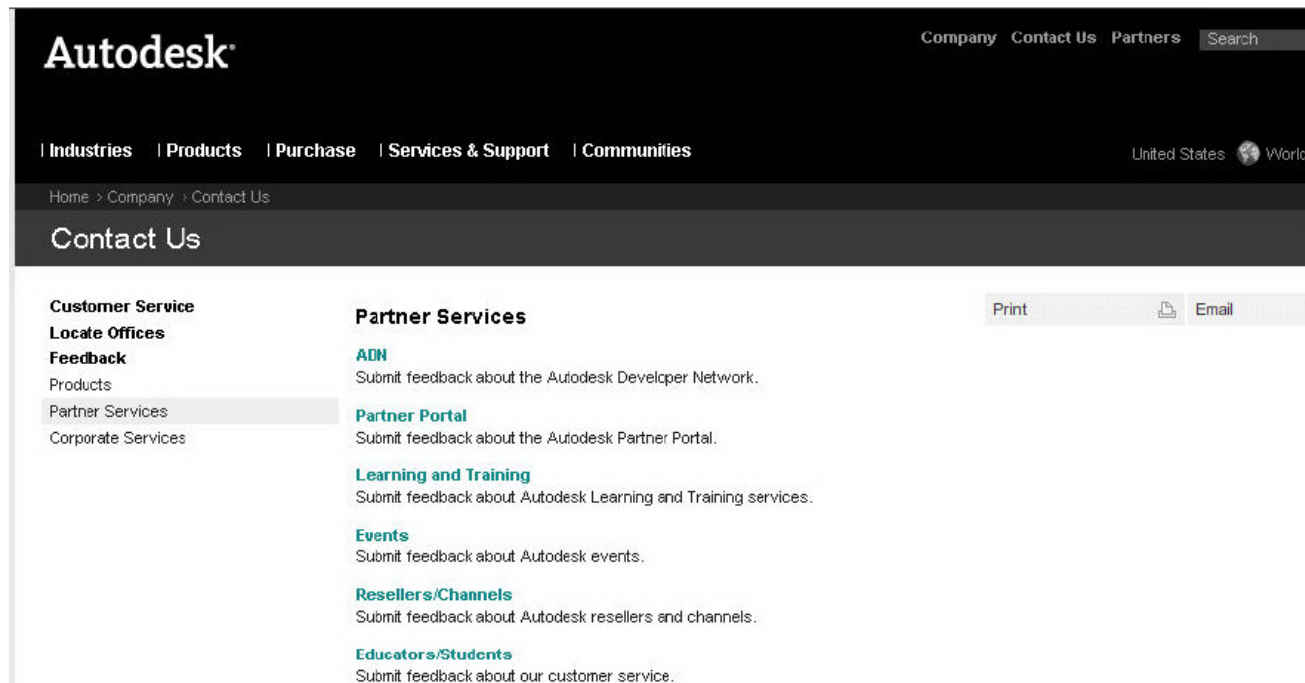 Autodesk
Company Contact Us Partners Search
| Industries | Products | Purchase | Services & Support | Communities
United States
Home > Company > Contact Us
Contact Us
Customer Service
Locate Offices
Feedback
Products
Partner Services
Corporate Services
Partner Services
ADN
Submit feedback about the Autodesk Developer Network.
Partner Portal
Submit feedback about the Autodesk Partner Portal.
Learning and Training
Submit feedback about Autodesk Learning and Training services.
Events
Submit feedback about Autodesk events.
Resellers/Channels
Submit feedback about Autodesk resellers and channels.
Educators/Students
Submit feedback about our customer service.
Print Email